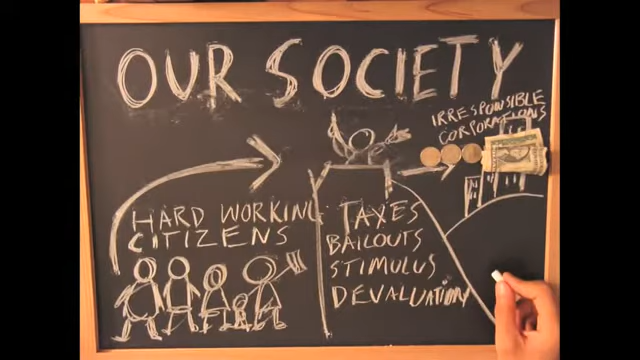 OUR SOCIETY
IRRESPONSIBLE
CORPORATIONS
HARD WORKING
CITIZENS
TAXES
BAILOUTS
STIMULUS
DEVALUATION